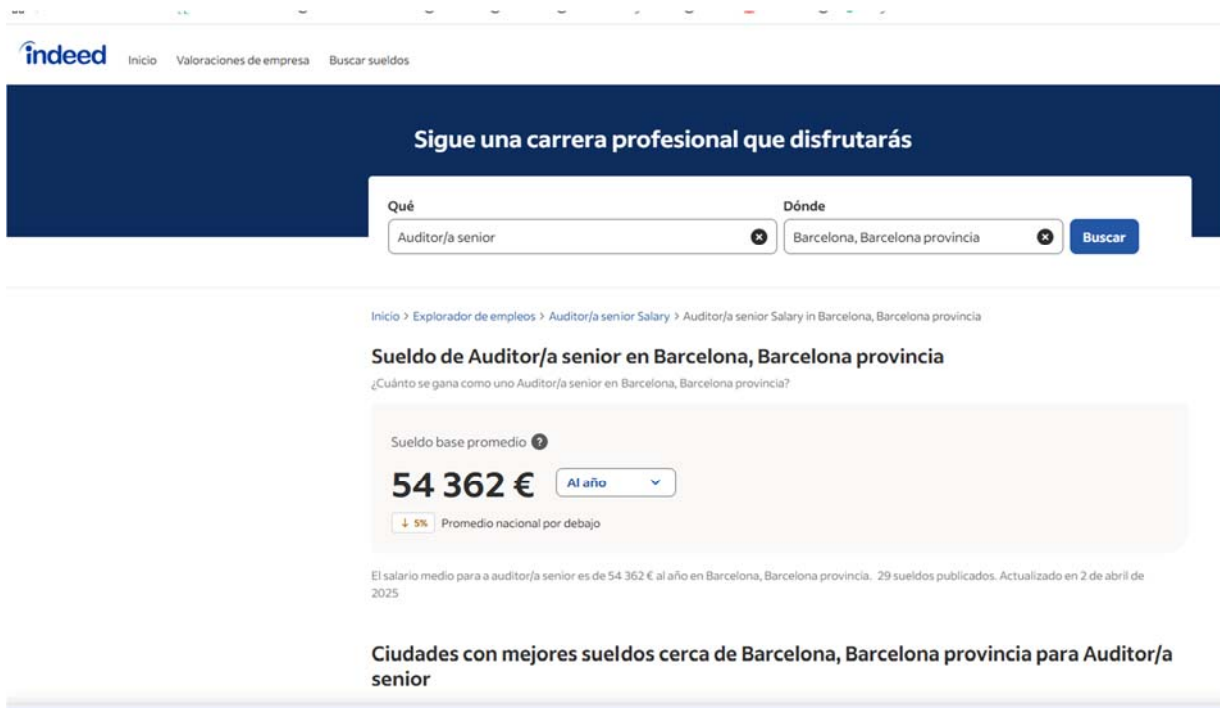 indeed Inicio Valoraciones de empresa Buscar sueldos
Sigue una carrera profesional que disfrutarás
Qué Dónde
Auditor/a senior Barcelona, Barcelona provincia Buscar
Inicio > Explorador de empleos > Auditor/a senior Salary > Auditor/a senior Salary in Barcelona, Barcelona provincia
Sueldo de Auditor/a senior en Barcelona, Barcelona provincia
¿Cuánto se gana como uno Auditor/a senior en Barcelona, Barcelona provincia?
Sueldo base promedio ?
54 362 € Al año
↓ 5% Promedio nacional por debajo
El salario medio para a auditor/a senior es de 54 362 € al año en Barcelona, Barcelona provincia. 29 sueldos publicados. Actualizado en 2 de abril de
2025
Ciudades con mejores sueldos cerca de Barcelona, Barcelona provincia para Auditor/a
senior